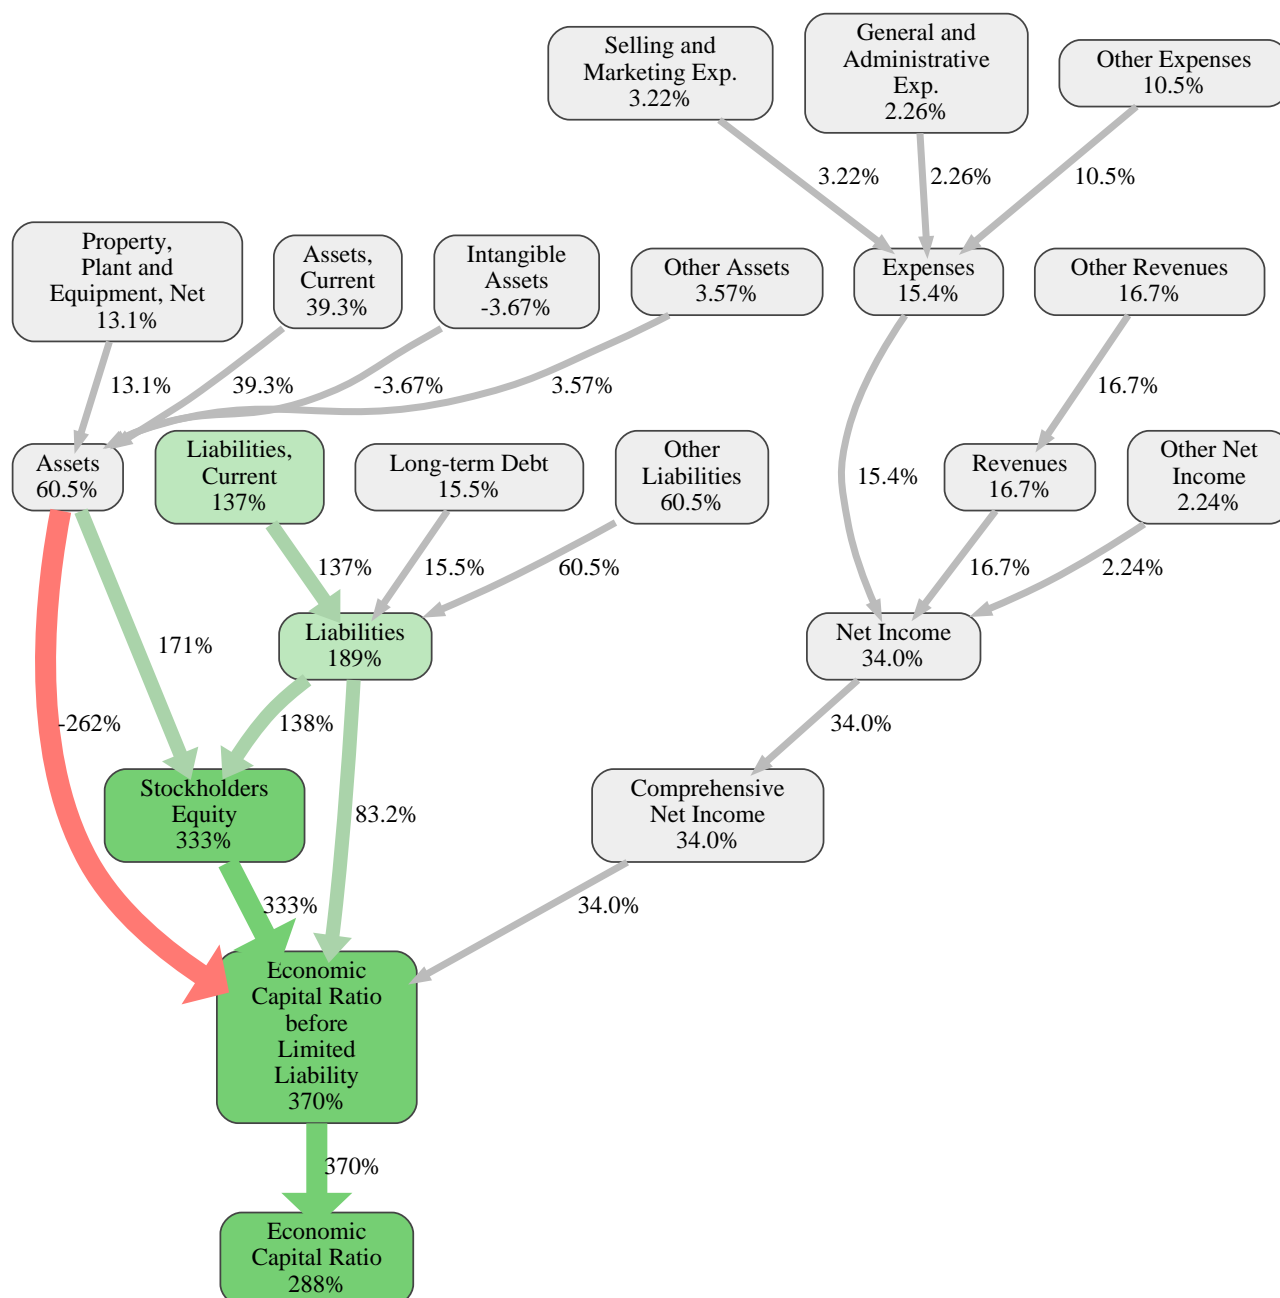 Selling and
Marketing Exp.
3.22%
General and
Administrative
Exp.
2.26%
Other Expenses
10.5%
3.22%
2.26%
10.5%
Property,
Plant and
Equipment, Net
13.1%
Assets,
Current
39.3%
Intangible
Assets
-3.67%
Other Assets
3.57%
Expenses
15.4%
Other Revenues
16.7%
13.1%
39.3%
-3.67%
3.57%
16.7%
Assets
60.5%
Liabilities,
Current
137%
Long-term Debt
15.5%
Other
Liabilities
60.5%
15.4%
Revenues
16.7%
Other Net
Income
2.24%
137%
15.5%
60.5%
16.7%
2.24%
171%
Liabilities
189%
Net Income
34.0%
-262%
138%
34.0%
Stockholders
Equity
333%
83.2%
Comprehensive
Net Income
34.0%
333%
34.0%
Economic
Capital Ratio
before
Limited
Liability
370%
370%
Economic
Capital Ratio
288%